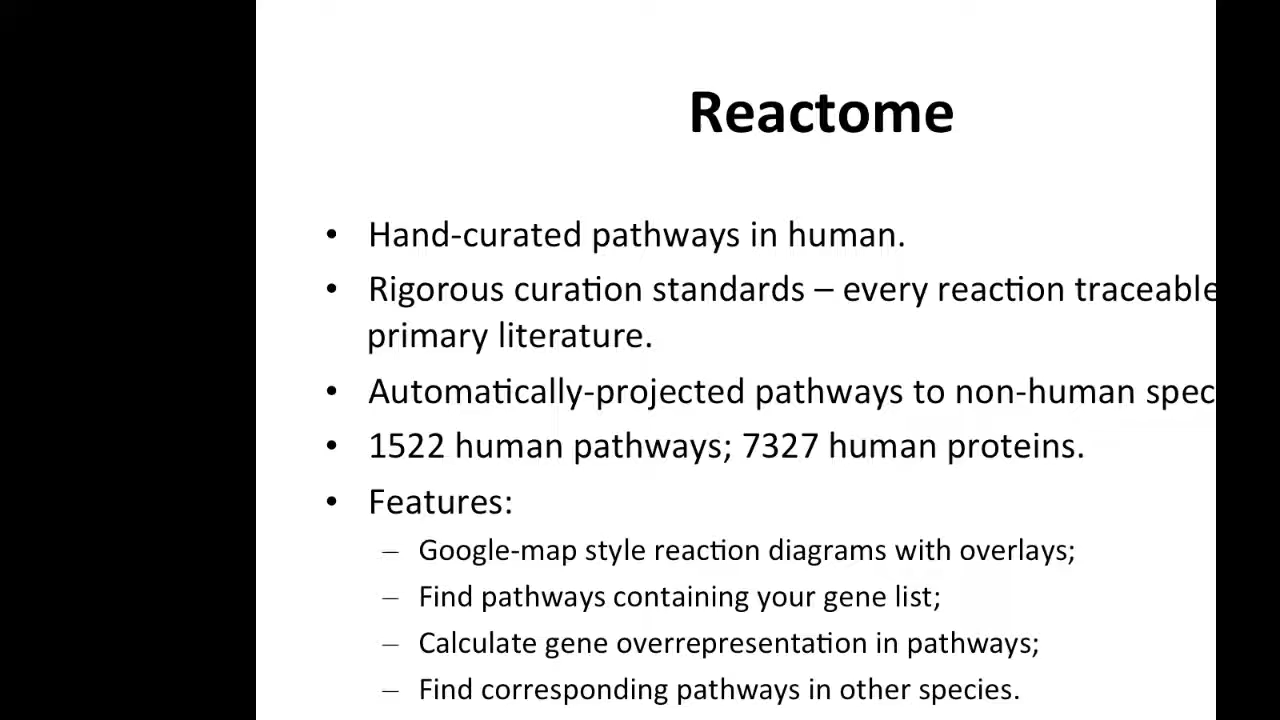 Reactome
• Hand-curated pathways in human.
• Rigorous curation standards – every reaction traceable
primary literature.
• Automatically-projected pathways to non-human spec
• 1522 human pathways; 7327 human proteins.
• Features:
– Google-map style reaction diagrams with overlays;
– Find pathways containing your gene list;
– Calculate gene overrepresentation in pathways;
– Find corresponding pathways in other species.